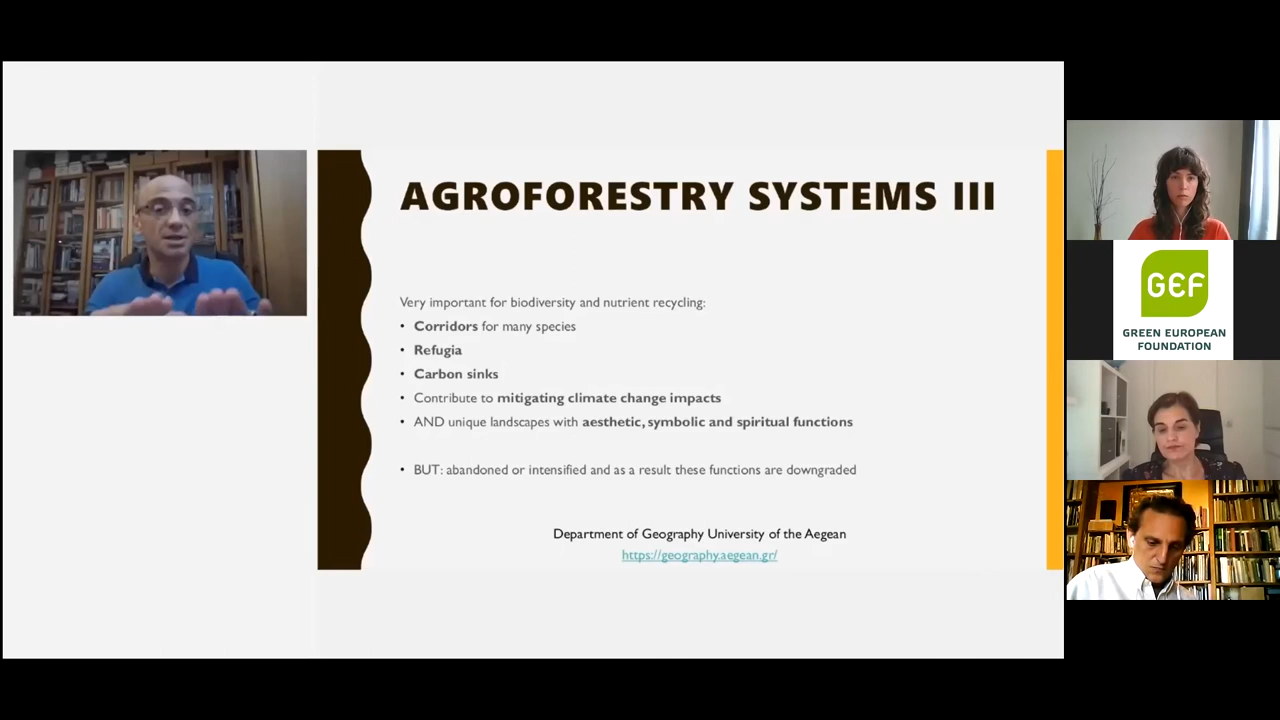 AGROFORESTRY SYSTEMS III
Very important for biodiversity and nutrient recycling:
• Corridors for many species
• Refugia
• Carbon sinks
• Contribute to mitigating climate change impacts
• AND unique landscapes with aesthetic, symbolic and spiritual functions
• BUT: abandoned or intensified and as a result these functions are downgraded
Department of Geography University of the Aegean
https://geography.aegean.gr/
GEF
GREEN EUROPEAN
FOUNDATION